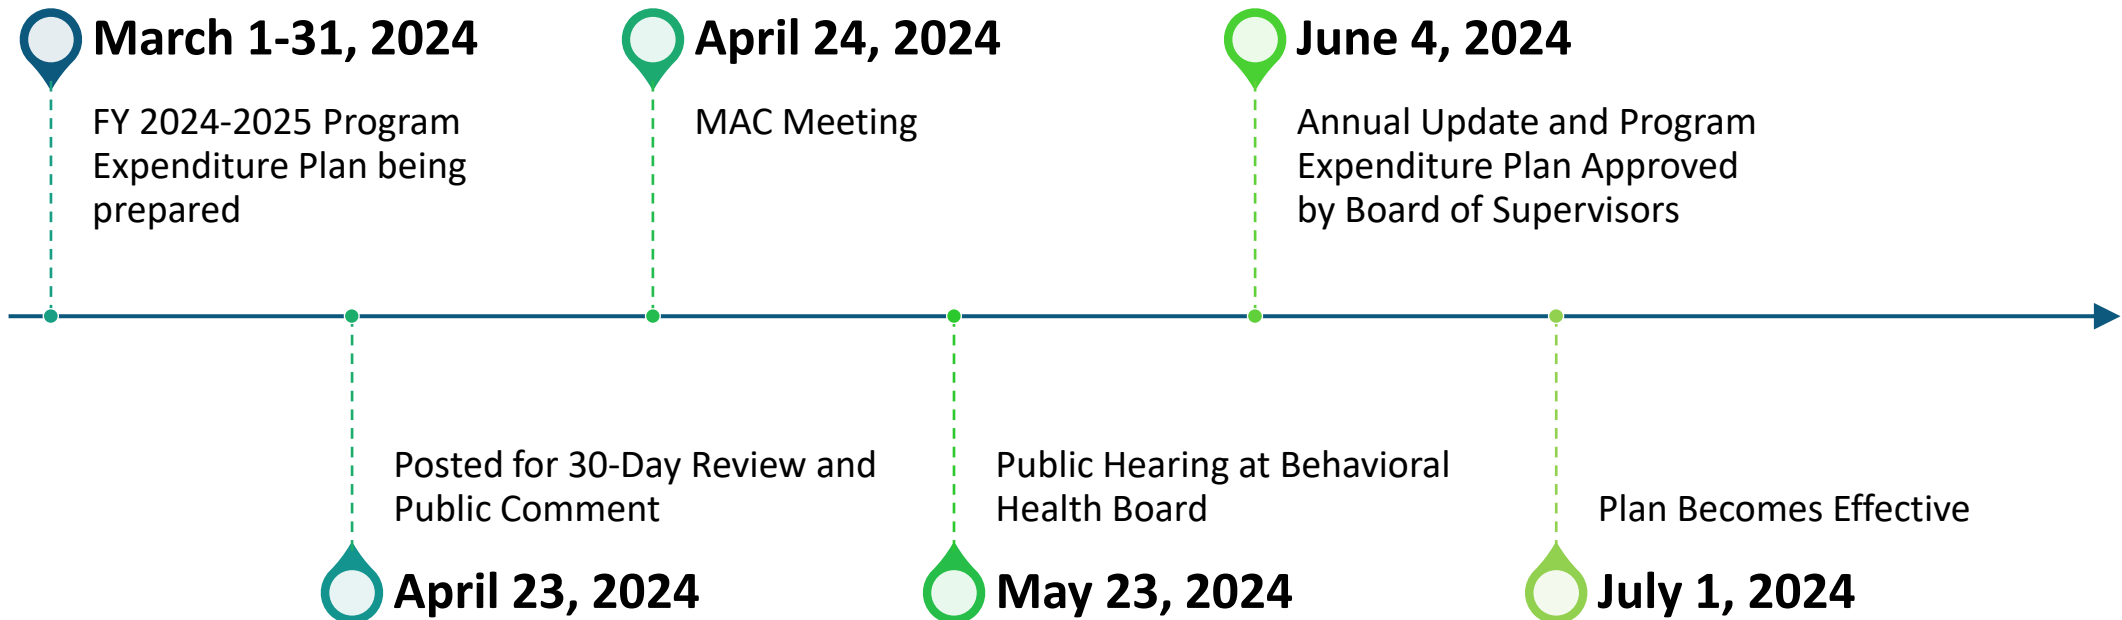 March 1-31, 2024
FY 2024-2025 Program
Expenditure Plan being
prepared
Posted for 30-Day Review and
Public Comment
April 23, 2024
April 24, 2024
MAC Meeting
Public Hearing at Behavioral
Health Board
May 23, 2024
June 4, 2024
Annual Update and Program
Expenditure Plan Approved
by Board of Supervisors
Plan Becomes Effective
July 1, 2024